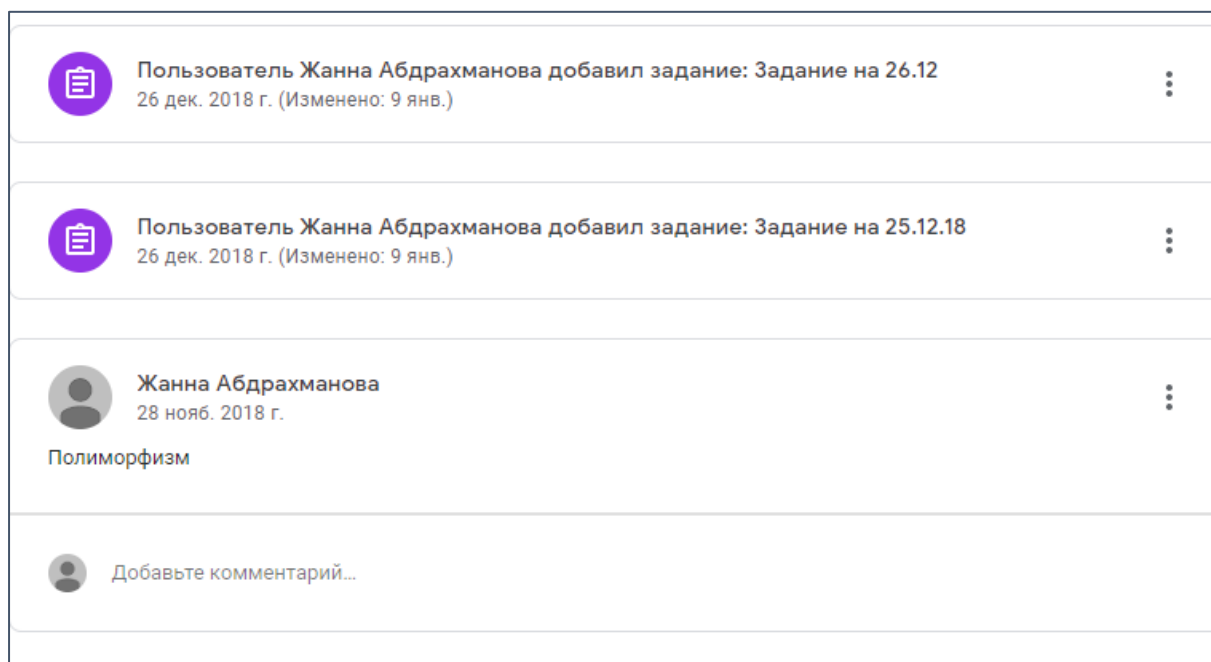 Пользователь Жанна Абдрахманова добавил задание: Задание на 26.12
26 дек. 2018 г. (Изменено: 9 янв.)
Пользователь Жанна Абдрахманова добавил задание: Задание на 25.12.18
26 дек. 2018 г. (Изменено: 9 янв.)
Жанна Абдрахманова
28 нояб. 2018 г.
Полиморфизм
Добавьте комментарий...